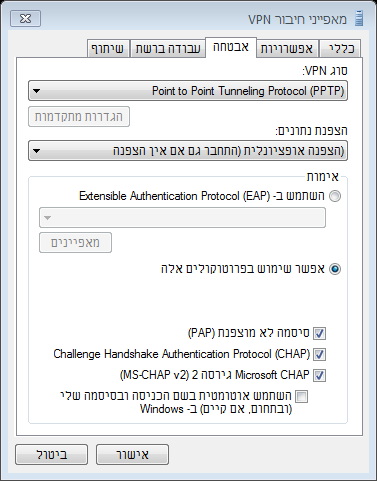 מאפייני חיבור VPN
כללי אפשרויות אבטחה עבודה ברשת שיתוף
סוג VPN:
Point to Point Tunneling Protocol (PPTP)
הגדרות מתקדמות
הצפנת נתונים:
הצפנה אופציונלית (התחבר גם אם אין הצפנה)
אימות
השתמש ב- Extensible Authentication Protocol (EAP)
מאפיינים
אפשר שימוש בפרוטוקולים אלה
סיסמה לא מוצפנת (PAP)
Challenge Handshake Authentication Protocol (CHAP)
Microsoft CHAP גירסה 2 (MS-CHAP v2)
השתמש אוטומטית בשם הכניסה ובסיסמה שלי
(ובתחום, אם קיים) ב- Windows
אישור ביטול